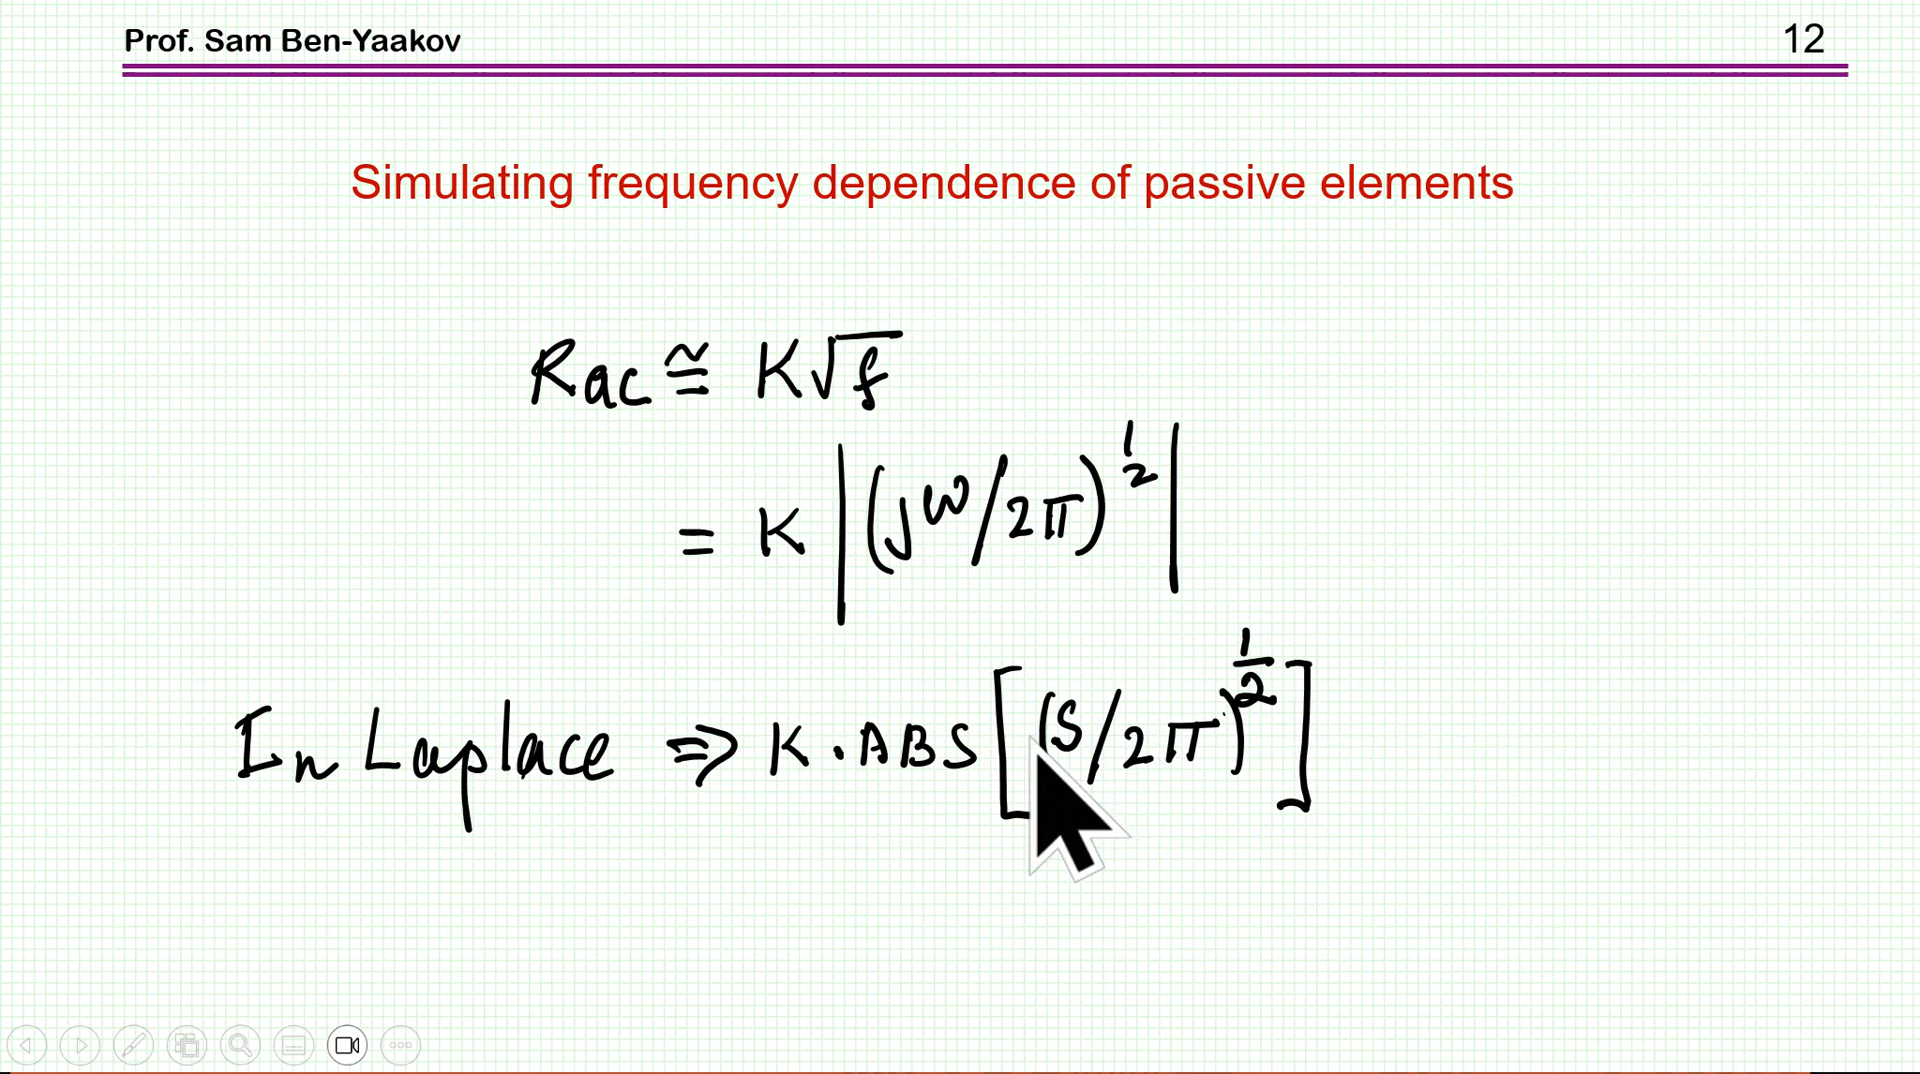 Prof. Sam Ben-Yaakov 12
Simulating frequency dependence of passive elements
Rac ≅ K√f
= K |(jω/2π)^½|
In Laplace ⇒ K·ABS[(S/2π)^½]